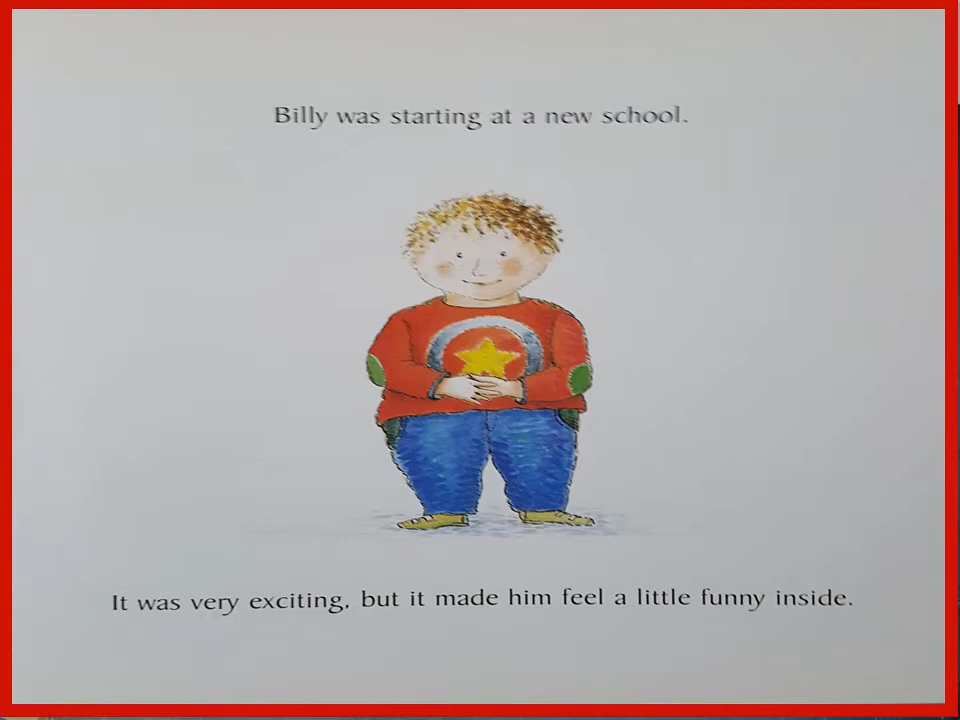 Billy was starting at a new school.
It was very exciting, but it made him feel a little funny inside.